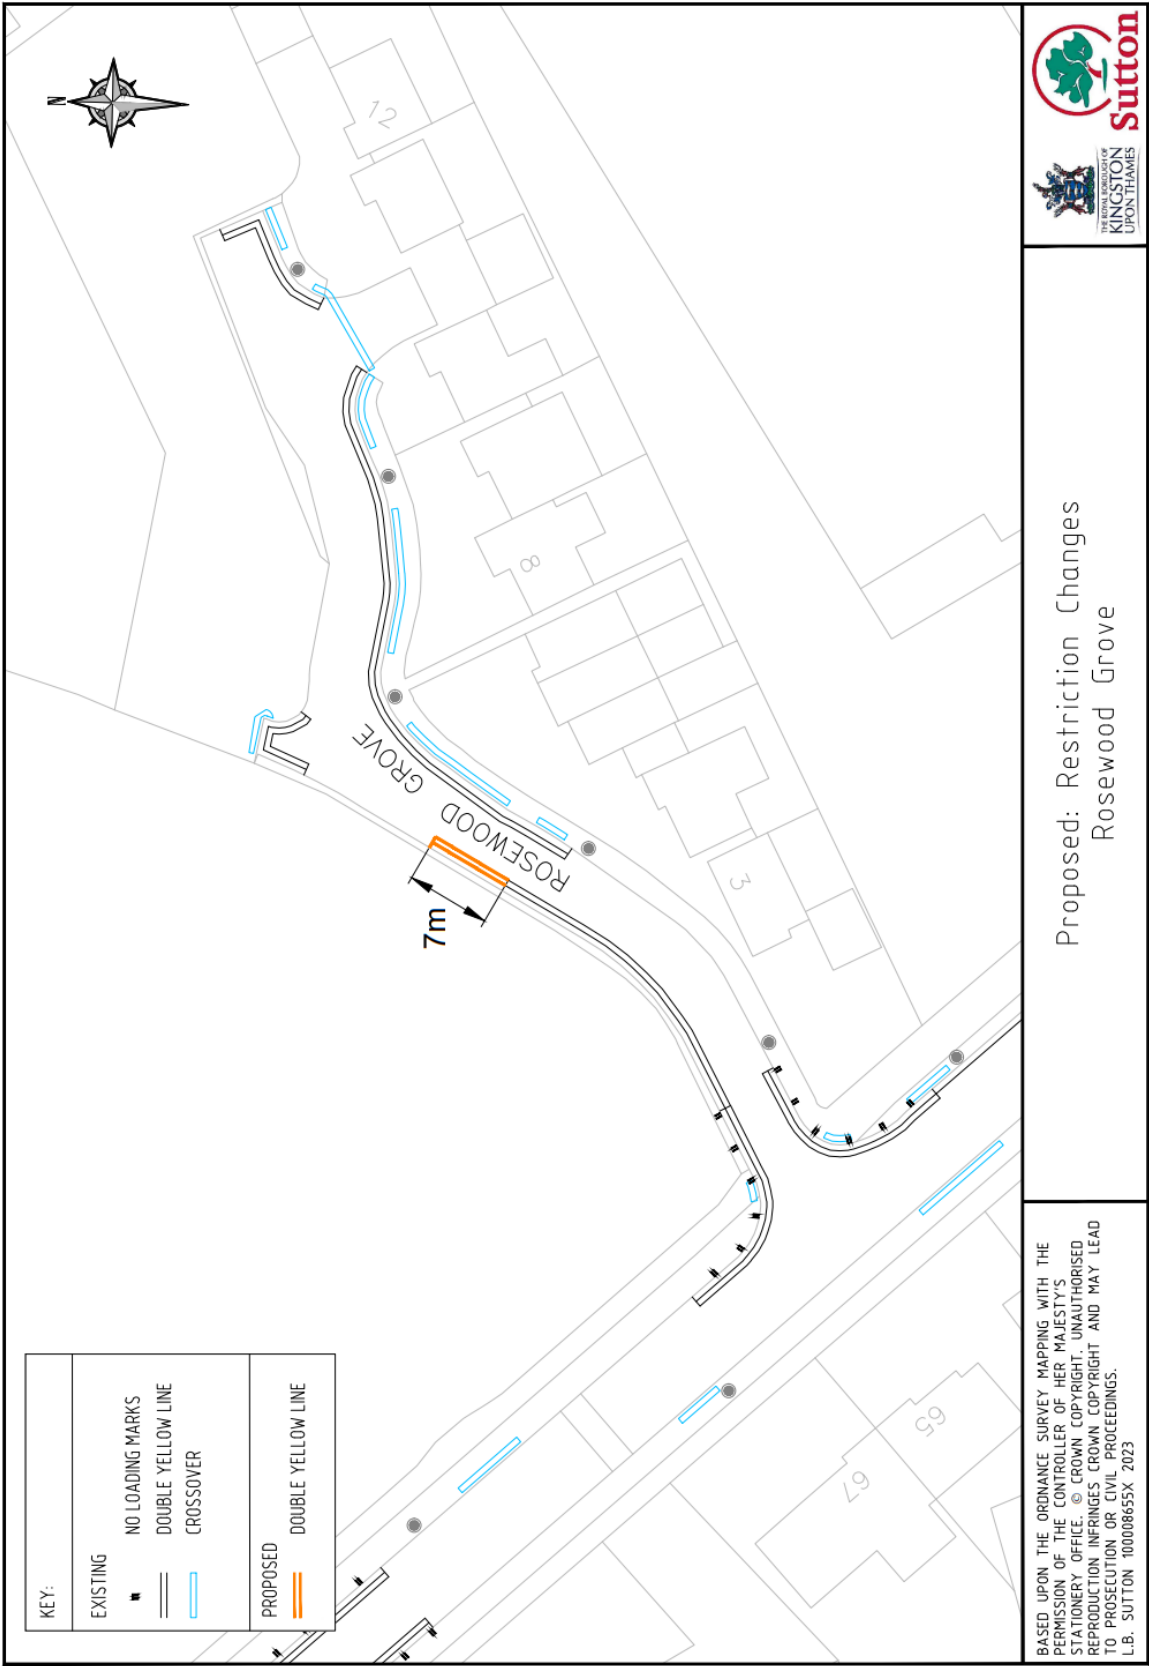 KEY:
EXISTING
NO LOADING MARKS
DOUBLE YELLOW LINE
CROSSOVER
PROPOSED
DOUBLE YELLOW LINE
N
12
8
3
ROSEWOOD GROVE
7m
67
65
BASED UPON THE ORDNANCE SURVEY MAPPING WITH THE
PERMISSION OF THE CONTROLLER OF HER MAJESTY'S
STATIONERY OFFICE. © CROWN COPYRIGHT. UNAUTHORISED
REPRODUCTION INFRINGES CROWN COPYRIGHT AND MAY LEAD
TO PROSECUTION OR CIVIL PROCEEDINGS.
L.B. SUTTON 100008655X 2023
Proposed: Restriction Changes
Rosewood Grove
THE ROYAL BOROUGH OF
KINGSTON
UPON THAMES
Sutton